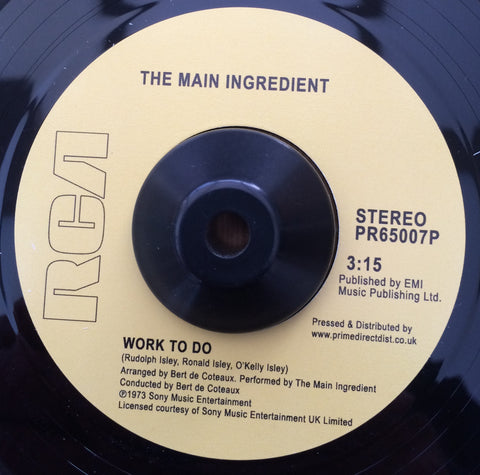 THE MAIN INGREDIENT
RCA
STEREO
PR65007P
3:15
Published by EMI
Music Publishing Ltd.
Pressed & Distributed by
www.primedirectdist.co.uk
WORK TO DO
(Rudolph Isley, Ronald Isley, O'Kelly Isley)
Arranged by Bert de Coteaux. Performed by The Main Ingredient
Conducted by Bert de Coteaux
℗1973 Sony Music Entertainment
Licensed courtesy of Sony Music Entertainment UK Limited